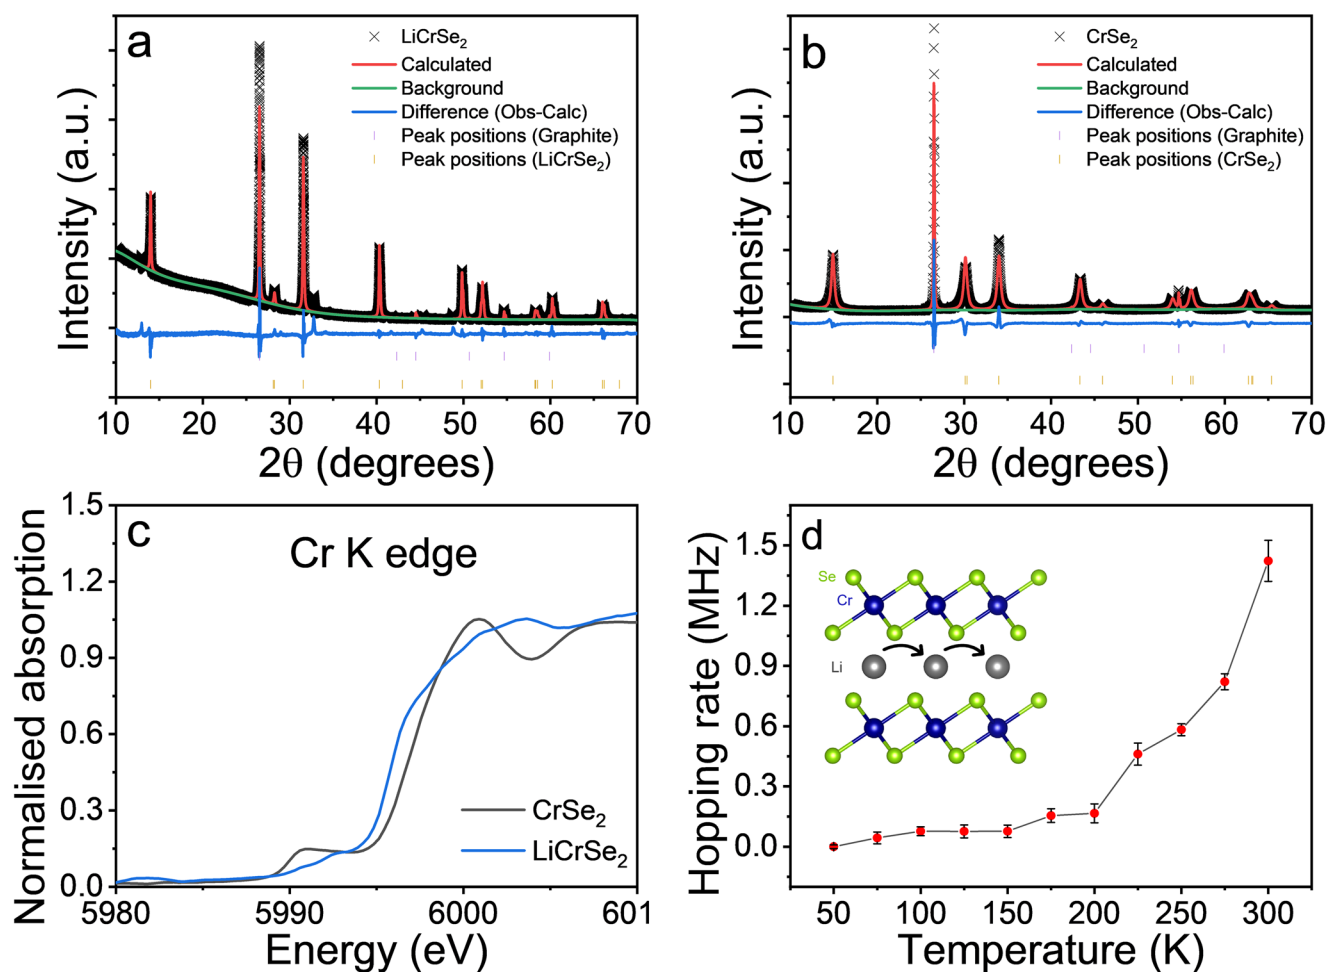 a
LiCrSe₂
Calculated
Background
Difference (Obs-Calc)
Peak positions (Graphite)
Peak positions (LiCrSe₂)
Intensity (a.u.)
10 20 30 40 50 60 70
2θ (degrees)
b
CrSe₂
Calculated
Background
Difference (Obs-Calc)
Peak positions (Graphite)
Peak positions (CrSe₂)
Intensity (a.u.)
10 20 30 40 50 60 70
2θ (degrees)
c
Cr K edge
CrSe₂
LiCrSe₂
Normalised absorption
1.5
1.2
0.9
0.6
0.3
0.0
5980 5990 6000 601
Energy (eV)
d
Se
Cr
Li
Hopping rate (MHz)
1.5
1.2
0.9
0.6
0.3
0.0
50 100 150 200 250 300
Temperature (K)